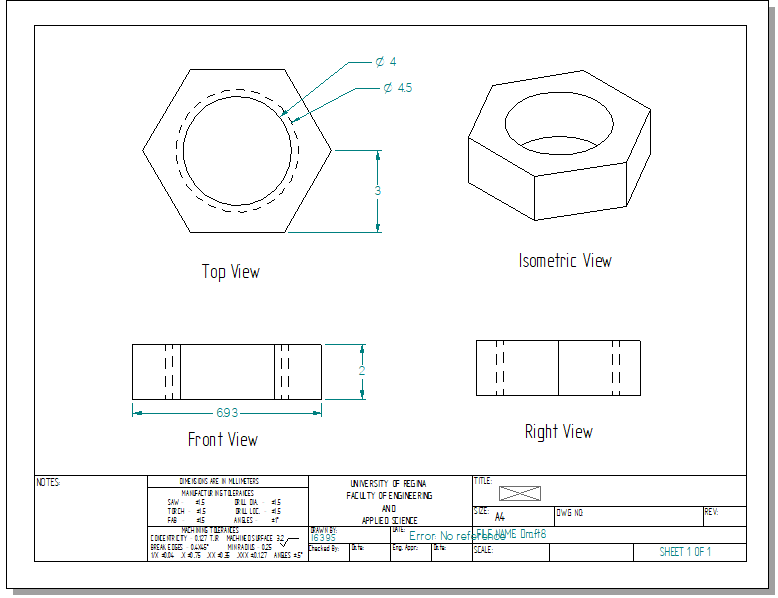 Ø 4
Ø 4.5
3
Top View
Isometric View
2
6.93
Front View
Right View
NOTES:
DIMENSIONS ARE IN MILLIMETERS
MANUFACTURING TOLERANCES
SAW - ±1.5 DRILL DIA. - ±1.5
TORCH - ±1.5 DRILL LOC. - ±1.5
FAB - ±1.5 ANGLES - ±1°
MACHINING TOLERANCES
CONCENTRICITY - 0.127 T.I.R MACHINED SURFACE 3.2
BREAK EDGES 0.4X45° MIN RADIUS - 0.25
1/X ±0.04 .X ±0.75 .XX ±0.35 .XXX ±0.127 ANGLES ±.5°
UNIVERSITY OF REGINA
FACULTY OF ENGINEERING
AND
APPLIED SCIENCE
DRAWN BY: DATE:
16395 Error: No reference
Checked By: Date: Eng. Appr.: Date:
TITLE:
SIZE: A4 DWG NO: REV:
FILE NAME: Draft6
SCALE: SHEET 1 OF 1